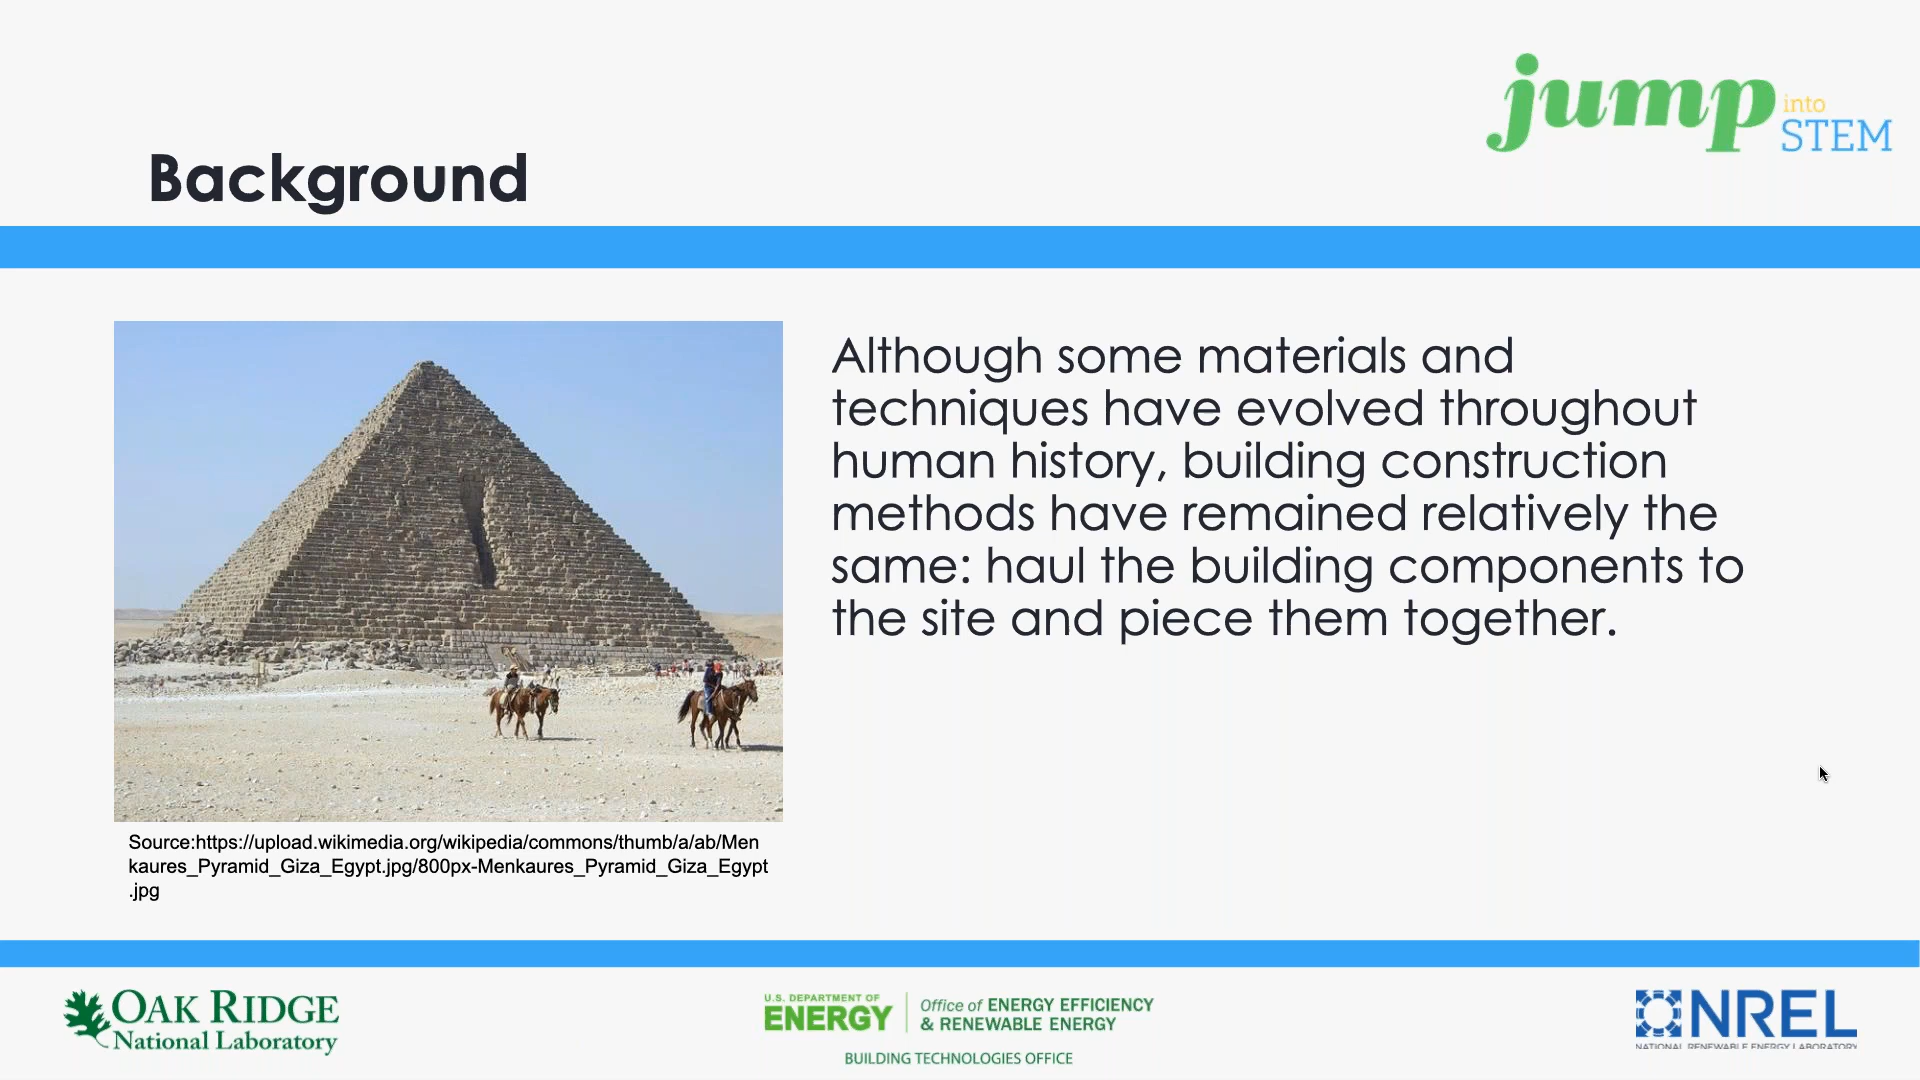 jump into STEM
Background
Although some materials and
techniques have evolved throughout
human history, building construction
methods have remained relatively the
same: haul the building components to
the site and piece them together.
Source:https://upload.wikimedia.org/wikipedia/commons/thumb/a/ab/Men
kaures_Pyramid_Giza_Egypt.jpg/800px-Menkaures_Pyramid_Giza_Egypt
.jpg
OAK RIDGE
National Laboratory
U.S. DEPARTMENT OF
ENERGY
Office of ENERGY EFFICIENCY
& RENEWABLE ENERGY
BUILDING TECHNOLOGIES OFFICE
NREL
NATIONAL RENEWABLE ENERGY LABORATORY